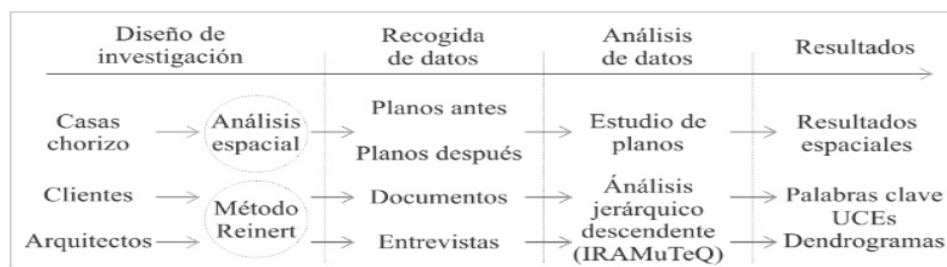 Diseño de
investigación
Recogida
de datos
Análisis
de datos
Resultados
Casas
chorizo
Análisis
espacial
Planos antes
Planos después
Estudio de
planos
Resultados
espaciales
Clientes
Arquitectos
Método
Reinert
Documentos
Entrevistas
Ánálisis
jerárquico
descendente
(IRAMuTeQ)
Palabras clave
UCEs
Dendrogramas